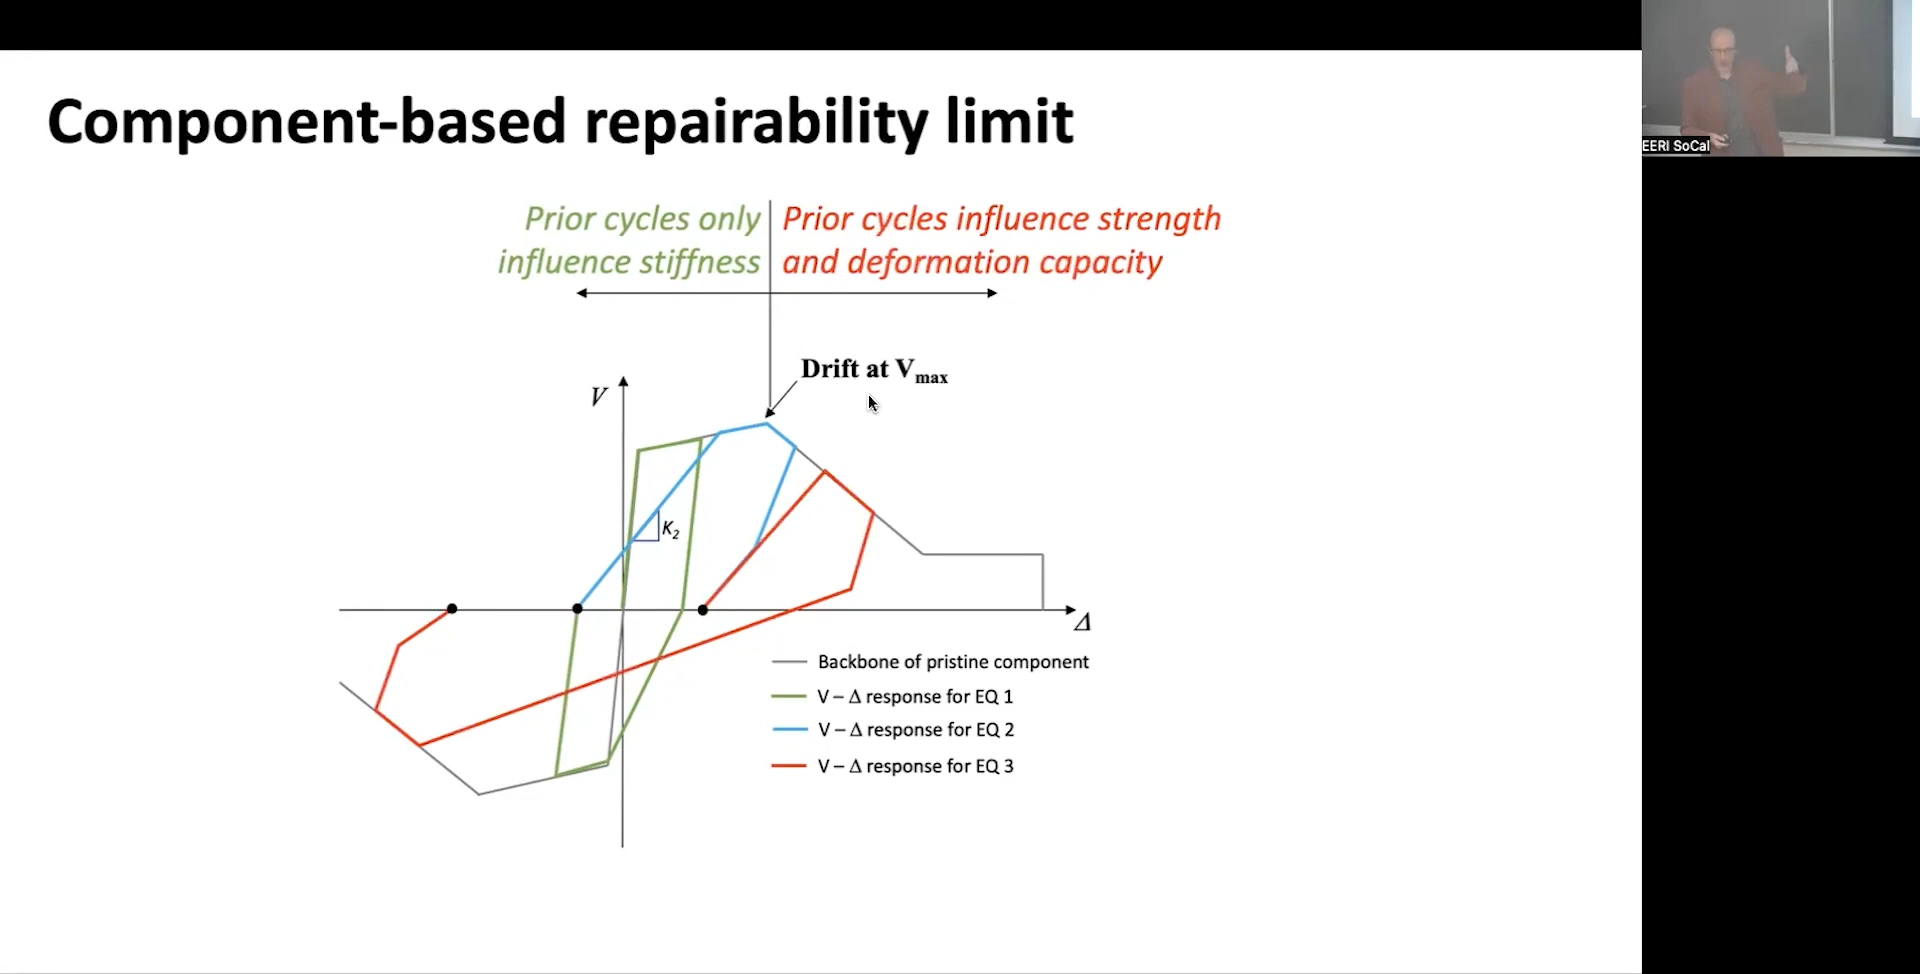 Component-based repairability limit
EERI SoCal
Prior cycles only
influence stiffness
Prior cycles influence strength
and deformation capacity
Drift at Vmax
V
K2
Δ
Backbone of pristine component
V – Δ response for EQ 1
V – Δ response for EQ 2
V – Δ response for EQ 3